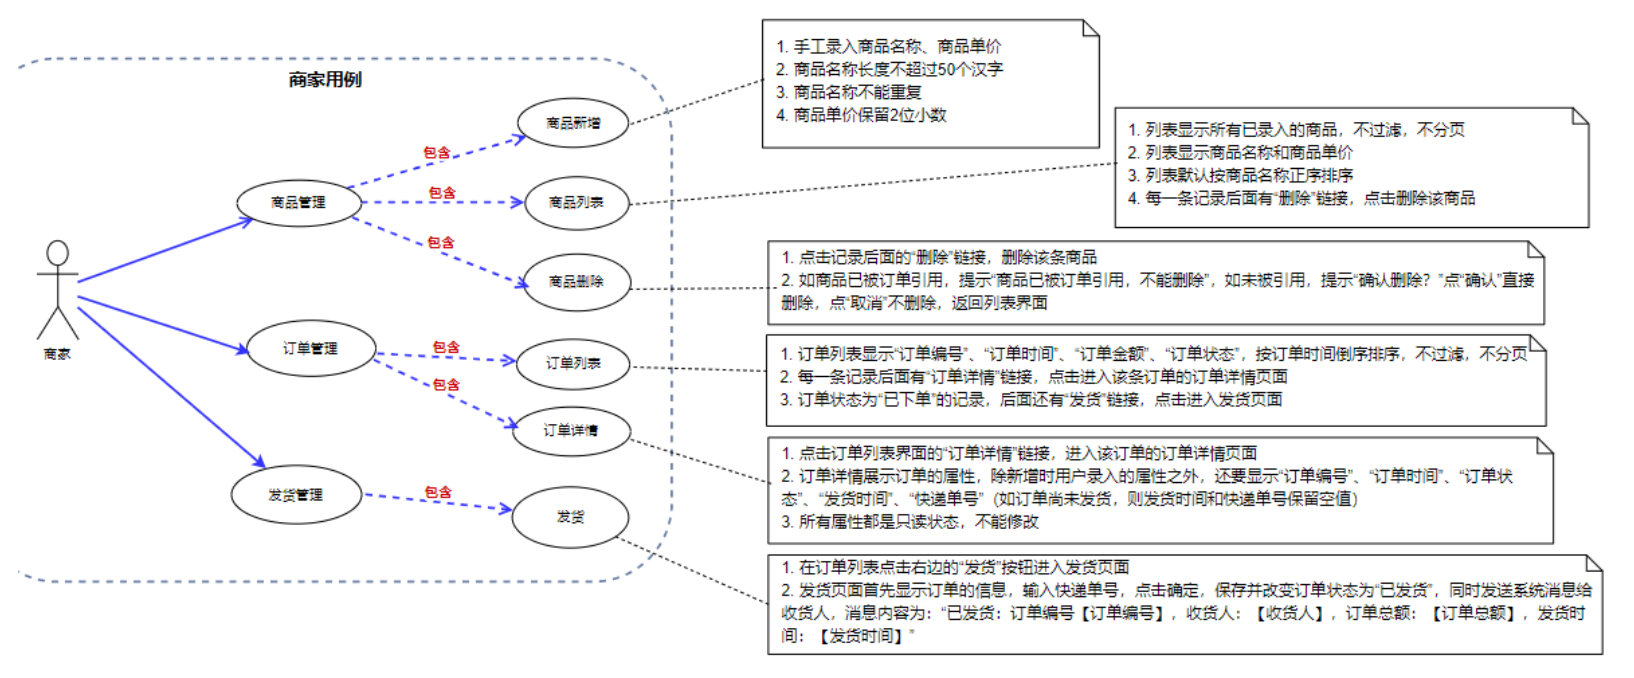 商家用例
商家
商品管理
订单管理
发货管理
包含
包含
包含
包含
包含
包含
商品新增
商品列表
商品删除
订单列表
订单详情
发货
1. 手工录入商品名称、商品单价
2. 商品名称长度不超过50个汉字
3. 商品名称不能重复
4. 商品单价保留2位小数
1. 列表显示所有已录入的商品，不过滤，不分页
2. 列表显示商品名称和商品单价
3. 列表默认按商品名称正序排序
4. 每一条记录后面有“删除”链接，点击删除该商品
1. 点击记录后面的“删除”链接，删除该条商品
2. 如商品已被订单引用，提示“商品已被订单引用，不能删除”，如未被引用，提示“确认删除？”点“确认”直接
删除，点“取消”不删除，返回列表界面
1. 订单列表显示“订单编号”、“订单时间”、“订单金额”、“订单状态”，按订单时间倒序排序，不过滤，不分页
2. 每一条记录后面有“订单详情”链接，点击进入该条订单的订单详情页面
3. 订单状态为“已下单”的记录，后面还有“发货”链接，点击进入发货页面
1. 点击订单列表界面的“订单详情”链接，进入该订单的订单详情页面
2. 订单详情展示订单的属性，除新增时用户录入的属性之外，还要显示“订单编号”、“订单时间”、“订单状
态”、“发货时间”、“快递单号”（如订单尚未发货，则发货时间和快递单号保留空值）
3. 所有属性都是只读状态，不能修改
1. 在订单列表点击右边的“发货”按钮进入发货页面
2. 发货页面首先显示订单的信息，输入快递单号，点击确定，保存并改变订单状态为“已发货”，同时发送系统消息给
收货人，消息内容为：“已发货：订单编号【订单编号】，收货人：【收货人】，订单总额：【订单总额】，发货时
间：【发货时间】”